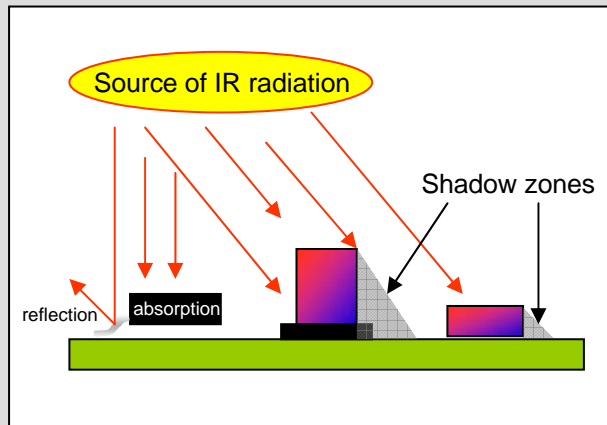 Source of IR radiation
Shadow zones
absorption
reflection